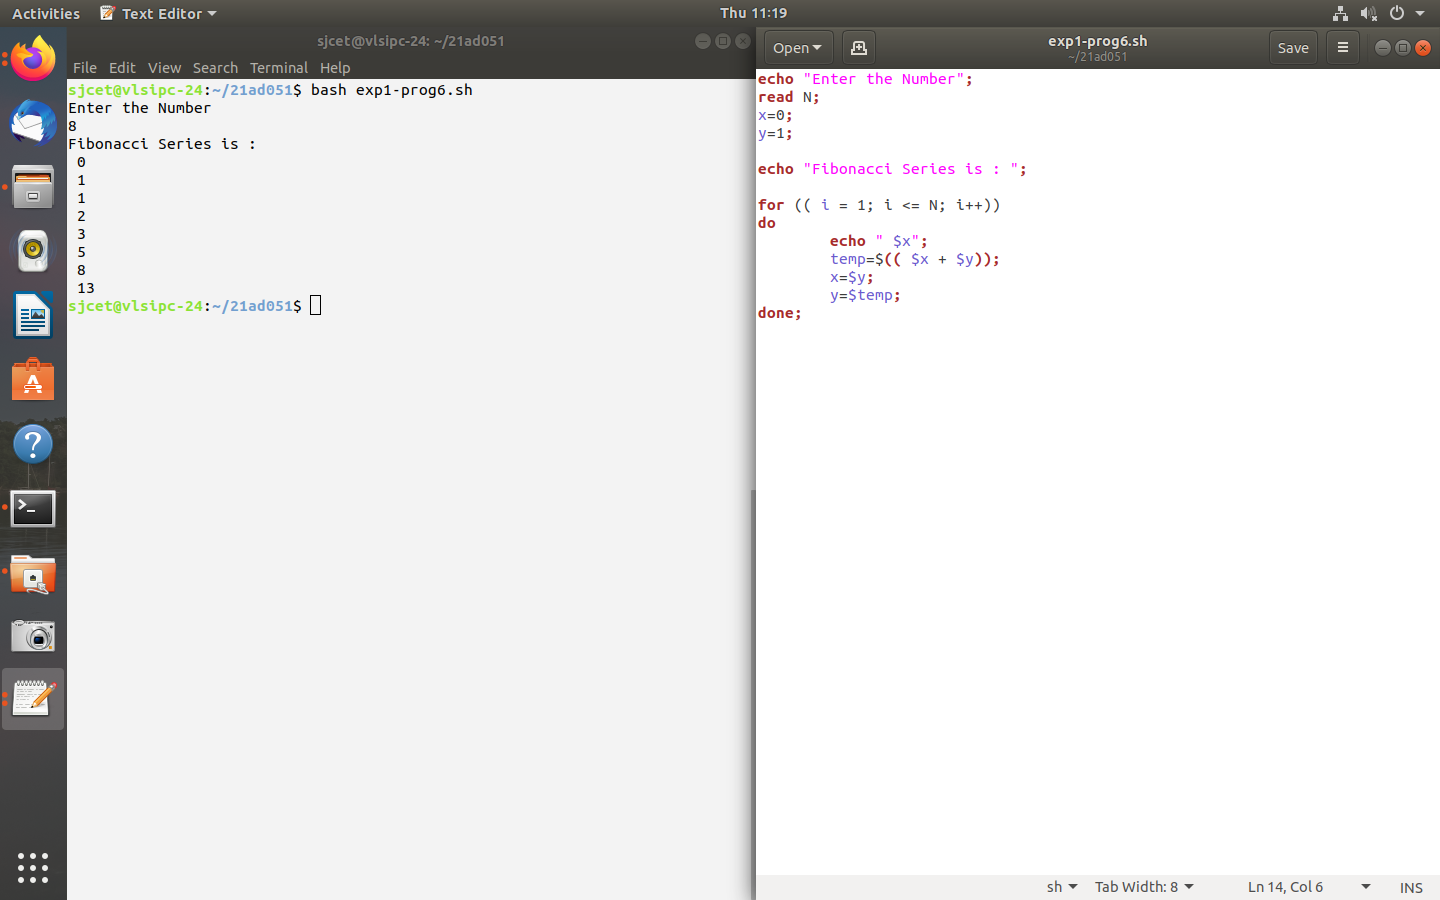 Activities Text Editor Thu 11:19
sjcet@vlsipc-24: ~/21ad051
File Edit View Search Terminal Help
sjcet@vlsipc-24:~/21ad051$ bash exp1-prog6.sh
Enter the Number
8
Fibonacci Series is :
 0
 1
 1
 2
 3
 5
 8
 13
sjcet@vlsipc-24:~/21ad051$
Open exp1-prog6.sh Save
~/21ad051
echo "Enter the Number";
read N;
x=0;
y=1;

echo "Fibonacci Series is : ";

for (( i = 1; i <= N; i++))
do
        echo " $x";
        temp=$(( $x + $y));
        x=$y;
        y=$temp;
done;
sh Tab Width: 8 Ln 14, Col 6 INS